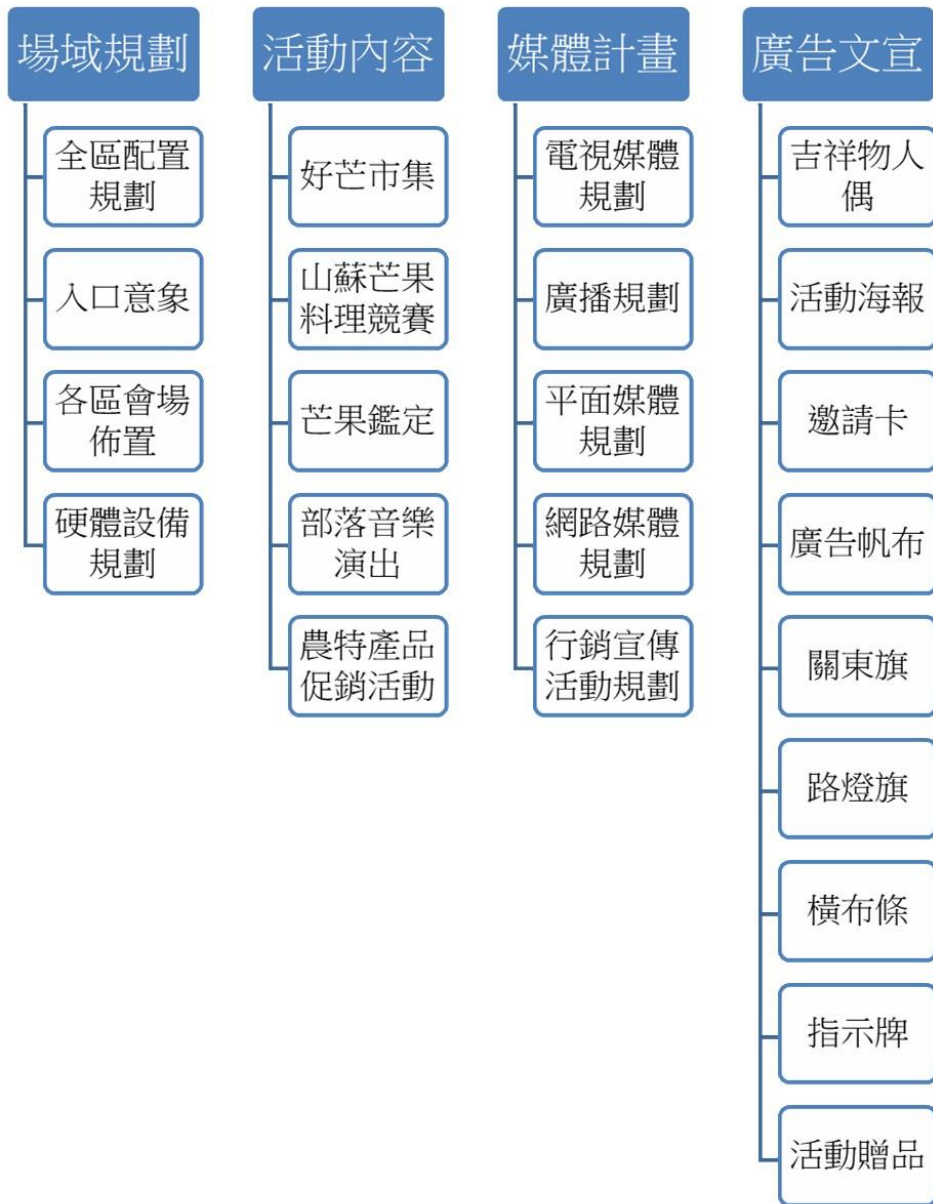 場域規劃
全區配置
規劃
入口意象
各區會場
佈置
硬體設備
規劃
活動內容
好芒市集
山蘇芒果
料理競賽
芒果鑑定
部落音樂
演出
農特產品
促銷活動
媒體計畫
電視媒體
規劃
廣播規劃
平面媒體
規劃
網路媒體
規劃
行銷宣傳
活動規劃
廣告文宣
吉祥物人
偶
活動海報
邀請卡
廣告帆布
關東旗
路燈旗
橫布條
指示牌
活動贈品